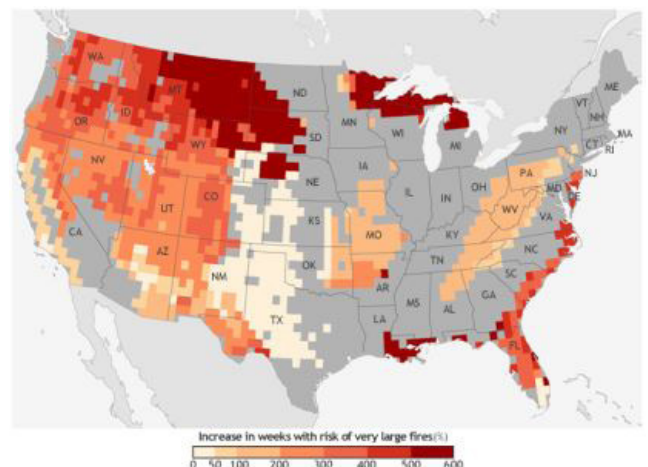 WA
ME
MT
ND
VT
OR
ID
MN
NH
WI
NY
MA
SD
MI
CT
RI
WY
IA
PA
NJ
NE
OH
MD
NV
IL
IN
DE
UT
CO
WV
VA
KS
MO
KY
CA
NC
TN
AZ
OK
NM
AR
SC
MS
AL
GA
TX
LA
FL
Increase in weeks with risk of very large fires(%)
0 50 100 200 300 400 500 600